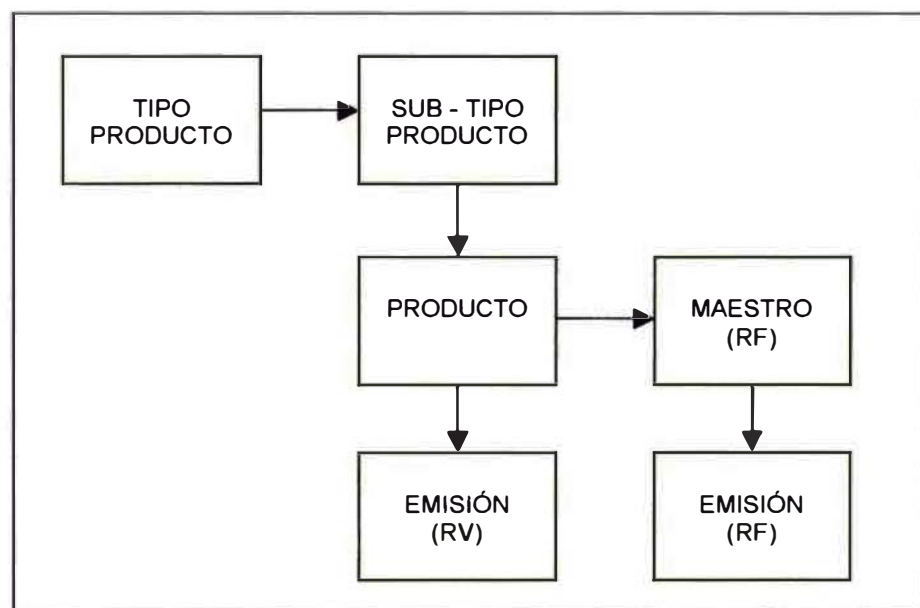 TIPO
PRODUCTO
SUB - TIPO
PRODUCTO
PRODUCTO
MAESTRO
(RF)
EMISIÓN
(RV)
EMISIÓN
(RF)